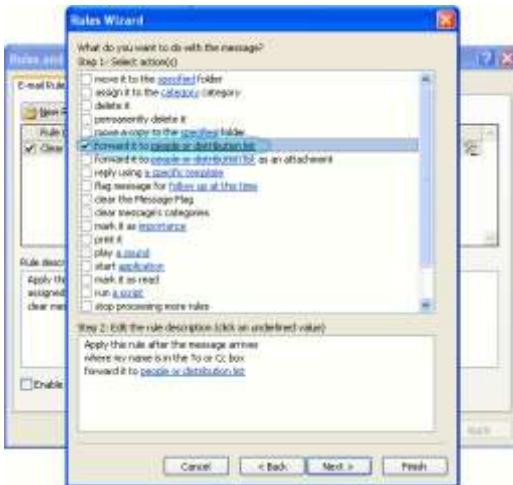 Rules Wizard
What do you want to do with the message?
Step 1: Select action(s)
move it to the specified folder
assign it to the category category
delete it
permanently delete it
move a copy to the specified folder
forward it to people or distribution list
forward it to people or distribution list as an attachment
reply using a specific template
flag message for follow up at this time
clear the Message Flag
clear message's categories
mark it as importance
print it
play a sound
start application
mark it as read
run a script
stop processing more rules
Step 2: Edit the rule description (click an underlined value)
Apply this rule after the message arrives
where my name is in the To or Cc box
forward it to people or distribution list
Cancel
< Back
Next >
Finish
Rules and
E-mail Rule
New R
Rule (
Clear
Rule descr
Apply th
assigned
clear mes
Enable